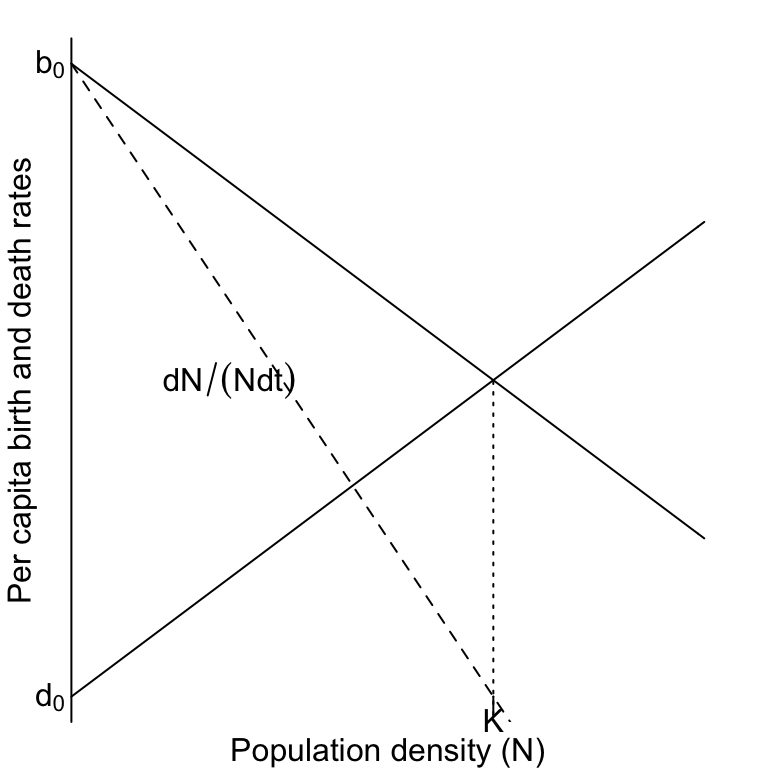 b₀
Per capita birth and death rates
dN/(Ndt)
d₀
K
Population density (N)